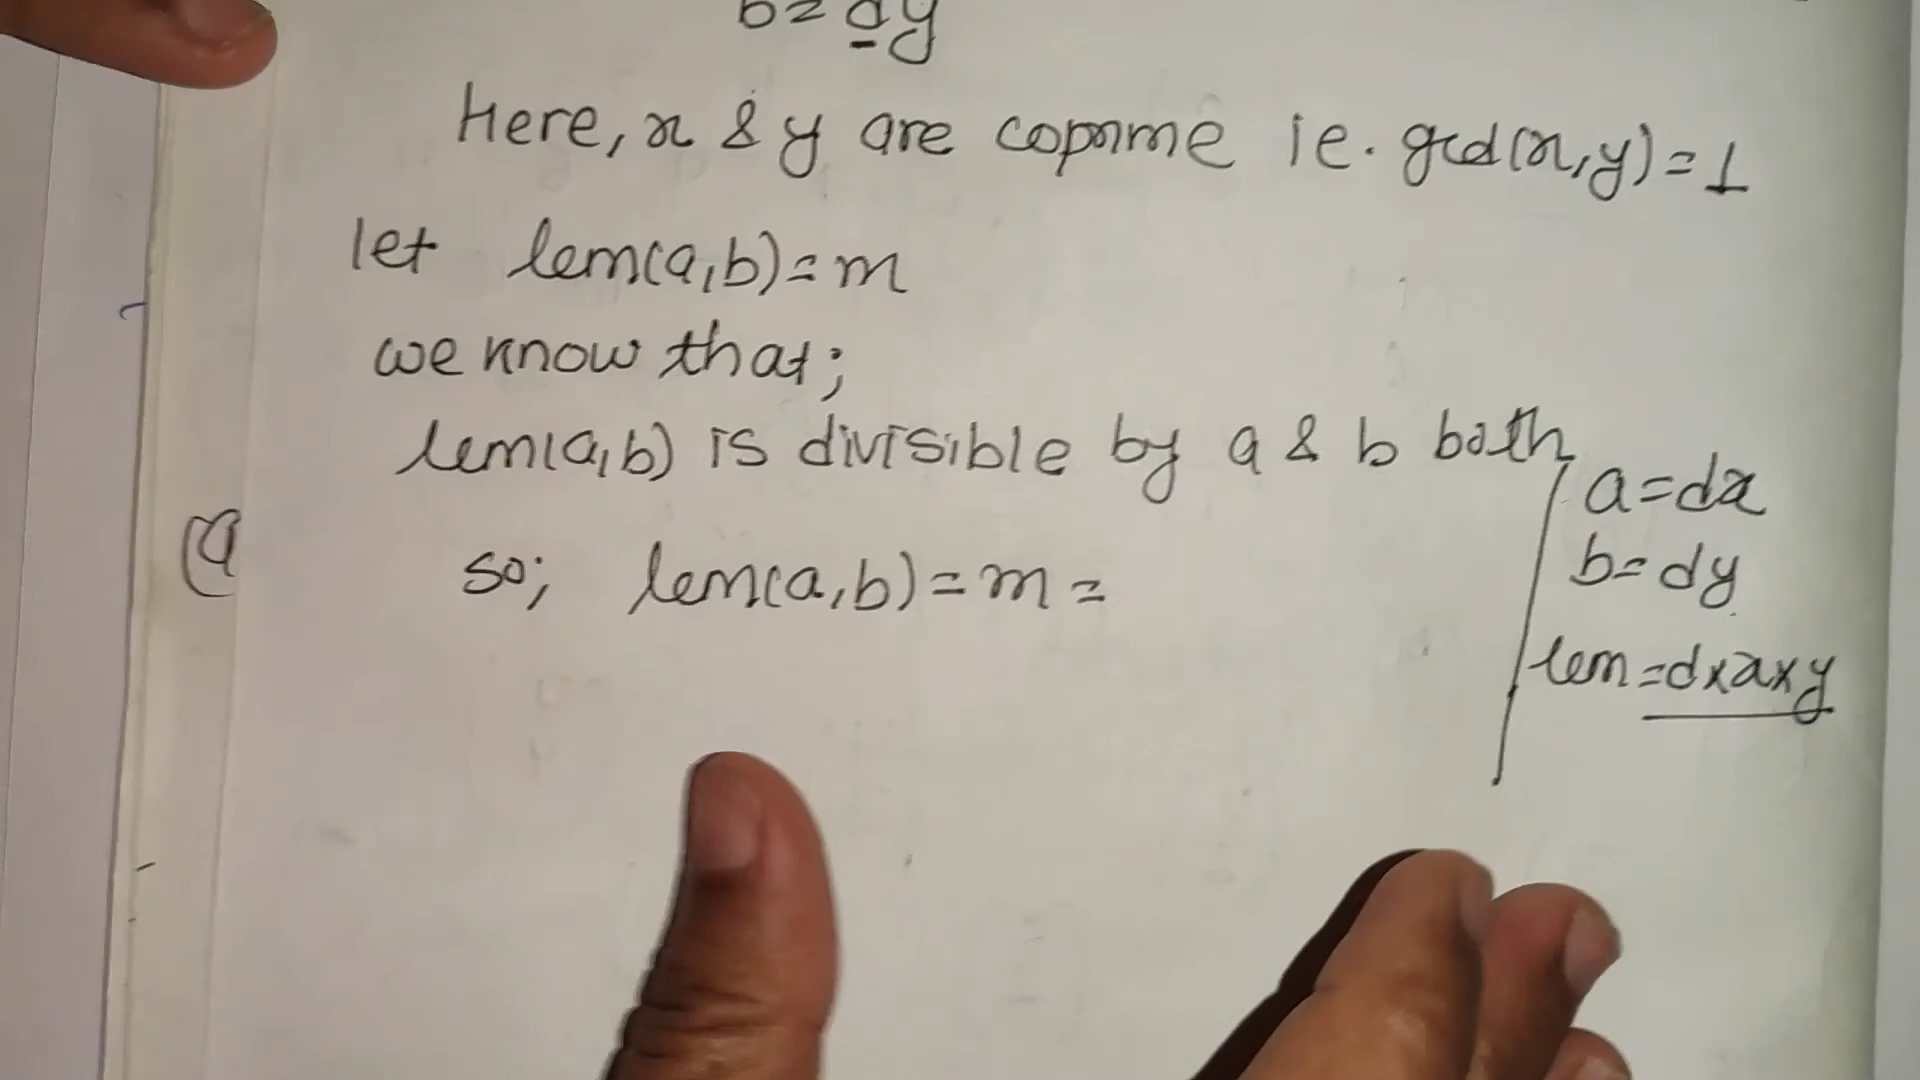 b = dy
Here, x & y are coprime ie. gcd(x,y)=1
let lcm(a,b)=m
we know that;
lcm(a,b) is divisible by a & b both,
a=dx
b=dy
so; lcm(a,b)=m=
lcm=d×x×y